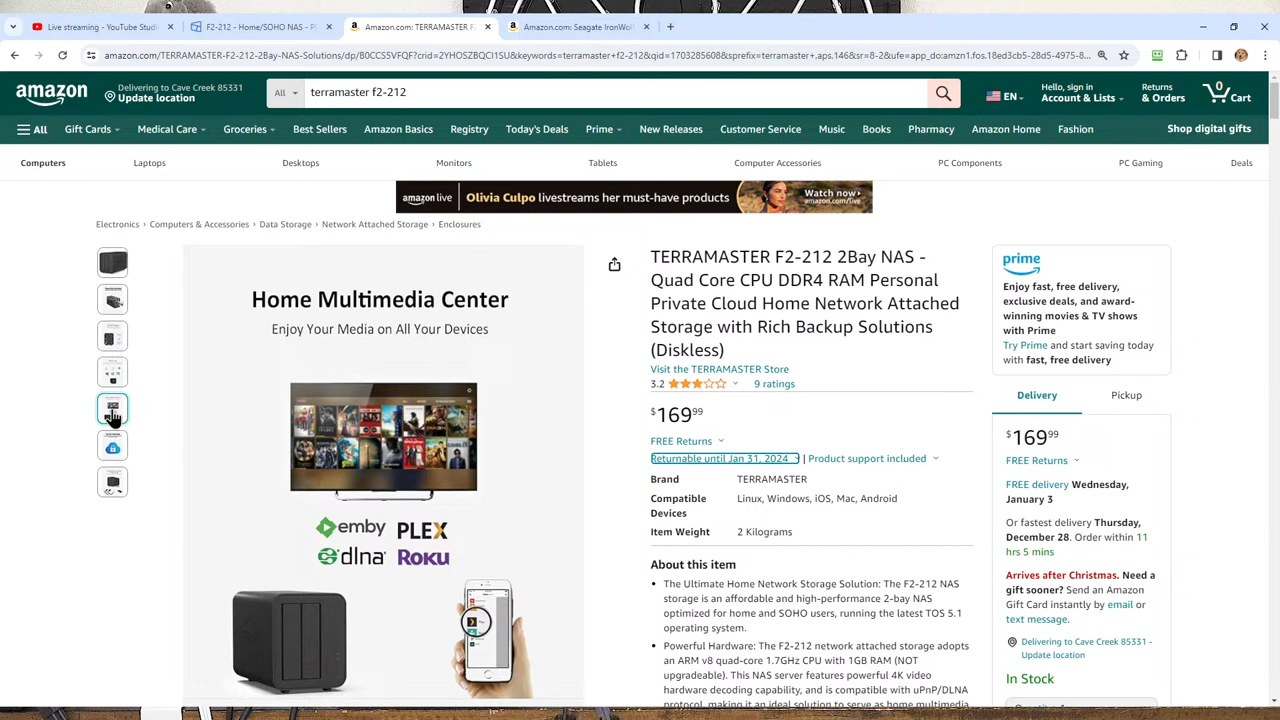 Live streaming - YouTube Studi
F2-212 - Home/SOHO NAS - P
Amazon.com: TERRAMASTER F
Amazon.com: Seagate IronWolf
amazon.com/TERRAMASTER-F2-212-2Bay-NAS-Solutions/dp/B0CCS5VFQF?crid=2YHOSZBQCI1SU&keywords=terramaster+f2-212&qid=1703285608&sprefix=terramaster+,aps,146&sr=8-2&ufe=app_do:amzn1.fos.18ed3cb5-28d5-4975-8...
amazon
Delivering to Cave Creek 85331
Update location
All
terramaster f2-212
EN
Hello, sign in
Account & Lists
Returns
& Orders
0
Cart
All
Gift Cards
Medical Care
Groceries
Best Sellers
Amazon Basics
Registry
Today's Deals
Prime
New Releases
Customer Service
Music
Books
Pharmacy
Amazon Home
Fashion
Shop digital gifts
Computers
Laptops
Desktops
Monitors
Tablets
Computer Accessories
PC Components
PC Gaming
Deals
amazon live
Olivia Culpo livestreams her must-have products
Watch now
amazon.com/live
Electronics › Computers & Accessories › Data Storage › Network Attached Storage › Enclosures
Home Multimedia Center
Enjoy Your Media on All Your Devices
emby PLEX
dlna Roku
TERRAMASTER F2-212 2Bay NAS -
Quad Core CPU DDR4 RAM Personal
Private Cloud Home Network Attached
Storage with Rich Backup Solutions
(Diskless)
Visit the TERRAMASTER Store
3.2
9 ratings
$169 99
FREE Returns
Returnable until Jan 31, 2024 | Product support included
Brand TERRAMASTER
Compatible Linux, Windows, iOS, Mac, Android
Devices
Item Weight 2 Kilograms
About this item
• The Ultimate Home Network Storage Solution: The F2-212 NAS
storage is an affordable and high-performance 2-bay NAS
optimized for home and SOHO users, running the latest TOS 5.1
operating system.
• Powerful Hardware: The F2-212 network attached storage adopts
an ARM v8 quad-core 1.7GHz CPU with 1GB RAM (NOT
upgradeable). This NAS server features powerful 4K video
hardware decoding capability, and is compatible with uPnP/DLNA
protocol, making it an ideal solution to serve as home multimedia
prime
Enjoy fast, free delivery,
exclusive deals, and award-
winning movies & TV shows
with Prime
Try Prime and start saving today
with fast, free delivery
Delivery
Pickup
$169 99
FREE Returns
FREE delivery Wednesday,
January 3
Or fastest delivery Thursday,
December 28. Order within 11
hrs 5 mins
Arrives after Christmas. Need a
gift sooner? Send an Amazon
Gift Card instantly by email or
text message.
Delivering to Cave Creek 85331 -
Update location
In Stock